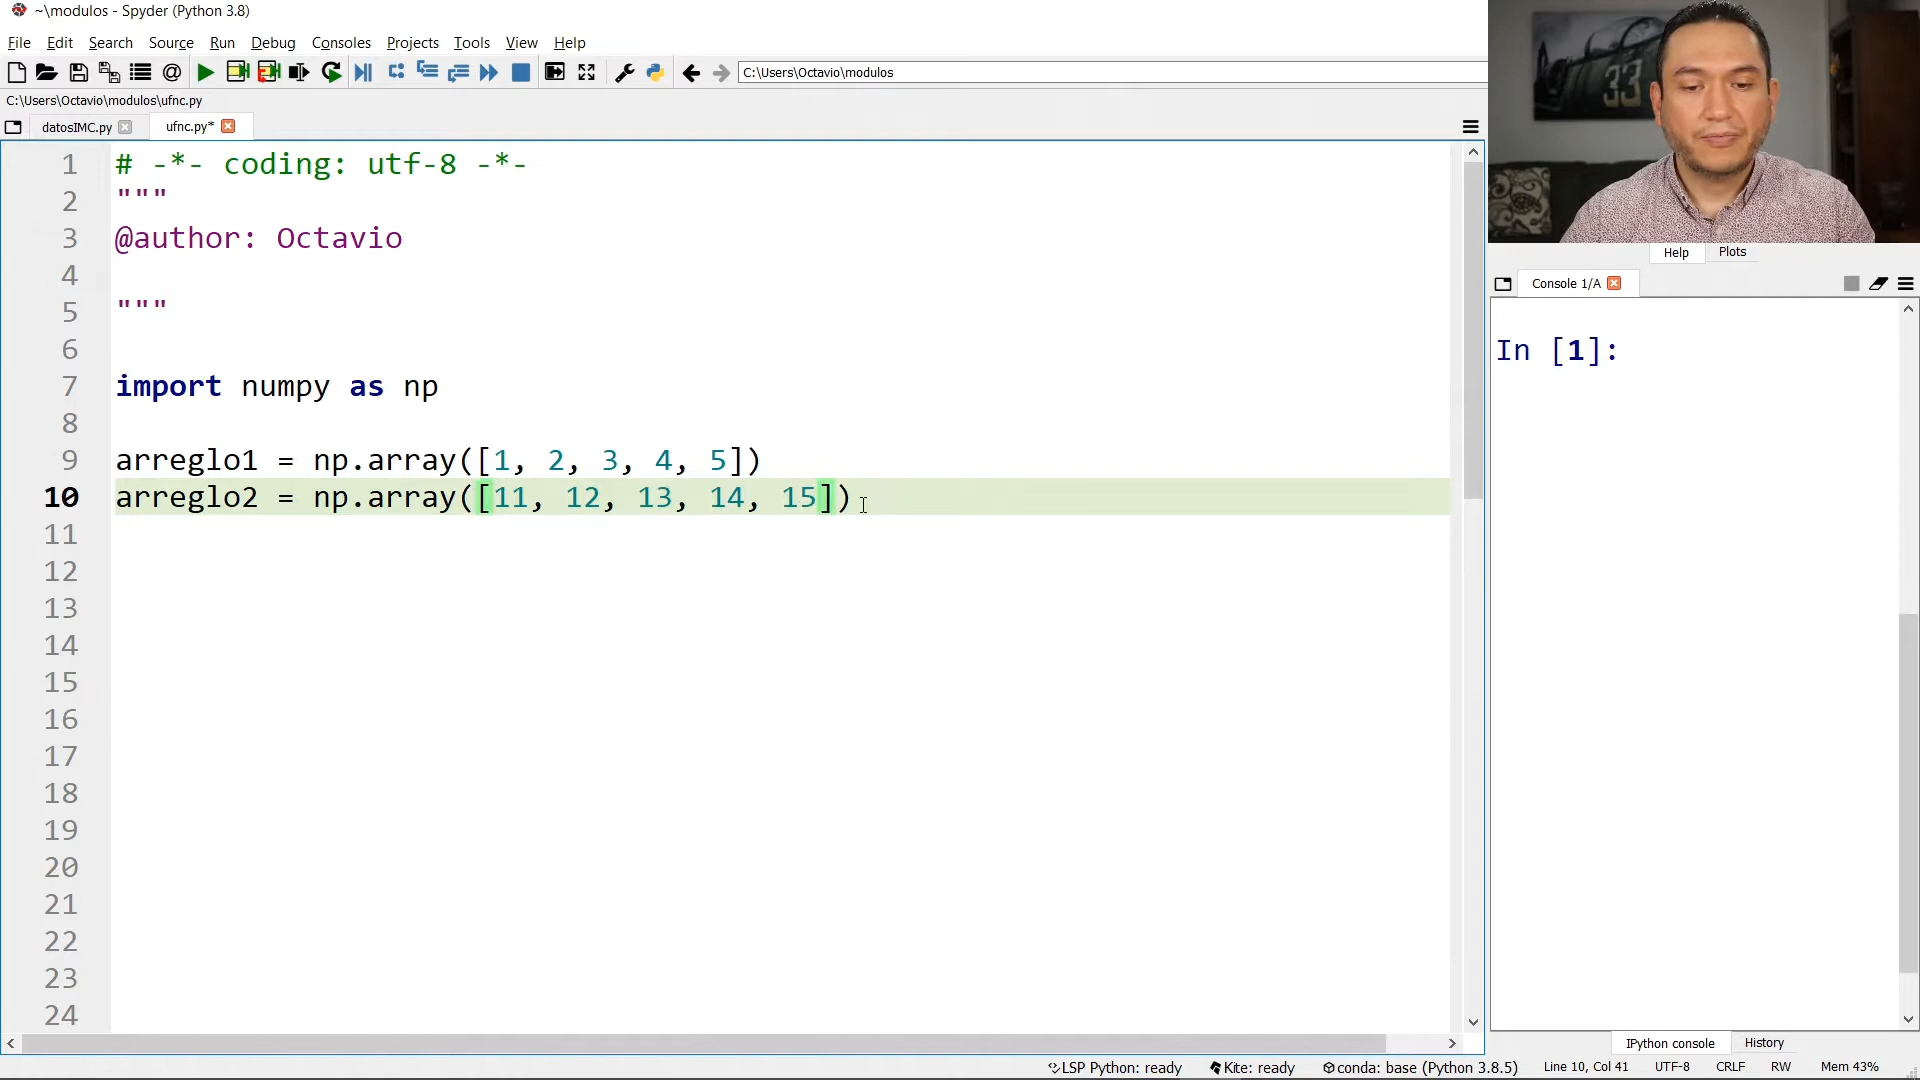 ~\modulos - Spyder (Python 3.8)
File Edit Search Source Run Debug Consoles Projects Tools View Help
C:\Users\Octavio\modulos
C:\Users\Octavio\modulos\ufnc.py
datosIMC.py ufnc.py*
1 # -*- coding: utf-8 -*-
2 """
3 @author: Octavio
4
5 """
6
7 import numpy as np
8
9 arreglo1 = np.array([1, 2, 3, 4, 5])
10 arreglo2 = np.array([11, 12, 13, 14, 15])
11
12
13
14
15
16
17
18
19
20
21
22
23
24
33
Help Plots
Console 1/A
In [1]:
IPython console History
LSP Python: ready Kite: ready conda: base (Python 3.8.5) Line 10, Col 41 UTF-8 CRLF RW Mem 43%